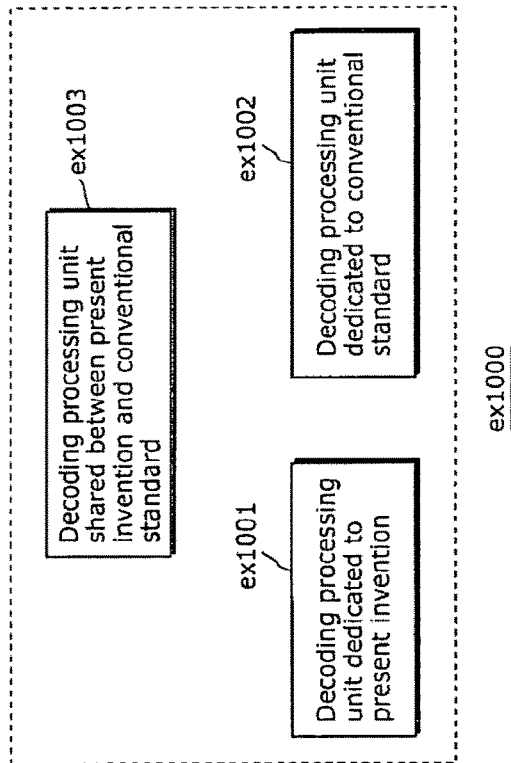 ex1003
Decoding processing unit
shared between present
invention and conventional
standard
ex1001
Decoding processing
unit dedicated to
present invention
ex1002
Decoding processing unit
dedicated to conventional
standard
ex1000